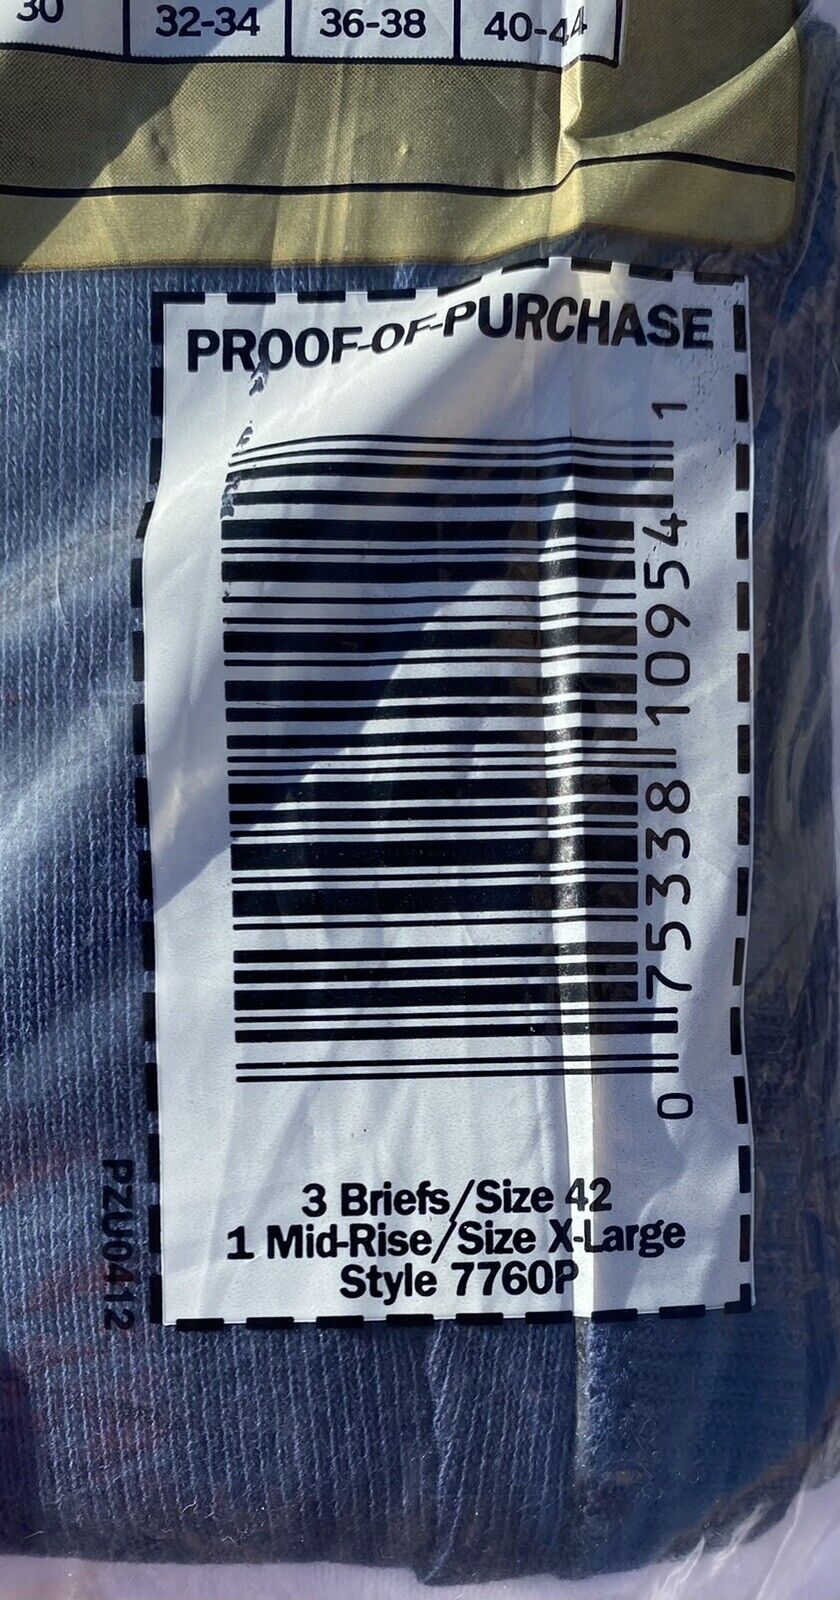 30 32-34 36-38 40-44
PROOF-OF-PURCHASE
0 75338 10954 1
3 Briefs/Size 42
1 Mid-Rise/Size X-Large
Style 7760P
PZU0412